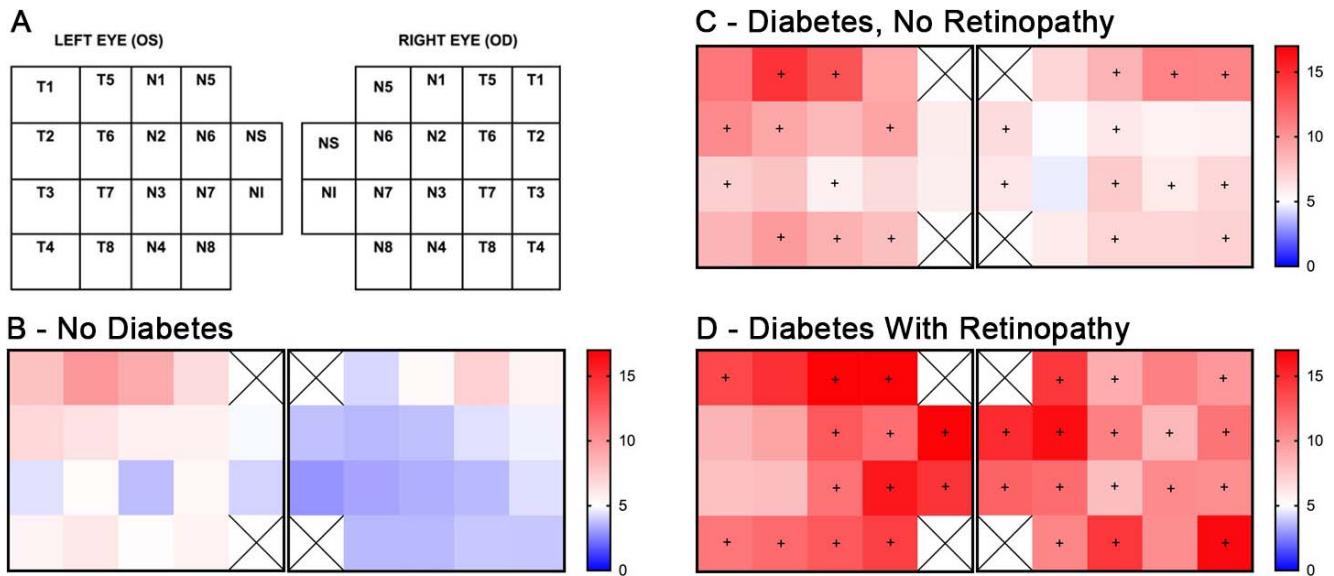 A
LEFT EYE (OS)
T1 T5 N1 N5
T2 T6 N2 N6 NS
T3 T7 N3 N7 NI
T4 T8 N4 N8
RIGHT EYE (OD)
N5 N1 T5 T1
NS N6 N2 T6 T2
NI N7 N3 T7 T3
N8 N4 T8 T4
B - No Diabetes
15
10
5
0
C - Diabetes, No Retinopathy
+ + + + +
+ + + + +
+ + + + + +
+ + + + +
15
10
5
0
D - Diabetes With Retinopathy
+ + + + + +
+ + + + + + + +
+ + + + + + + +
+ + + + + + +
15
10
5
0